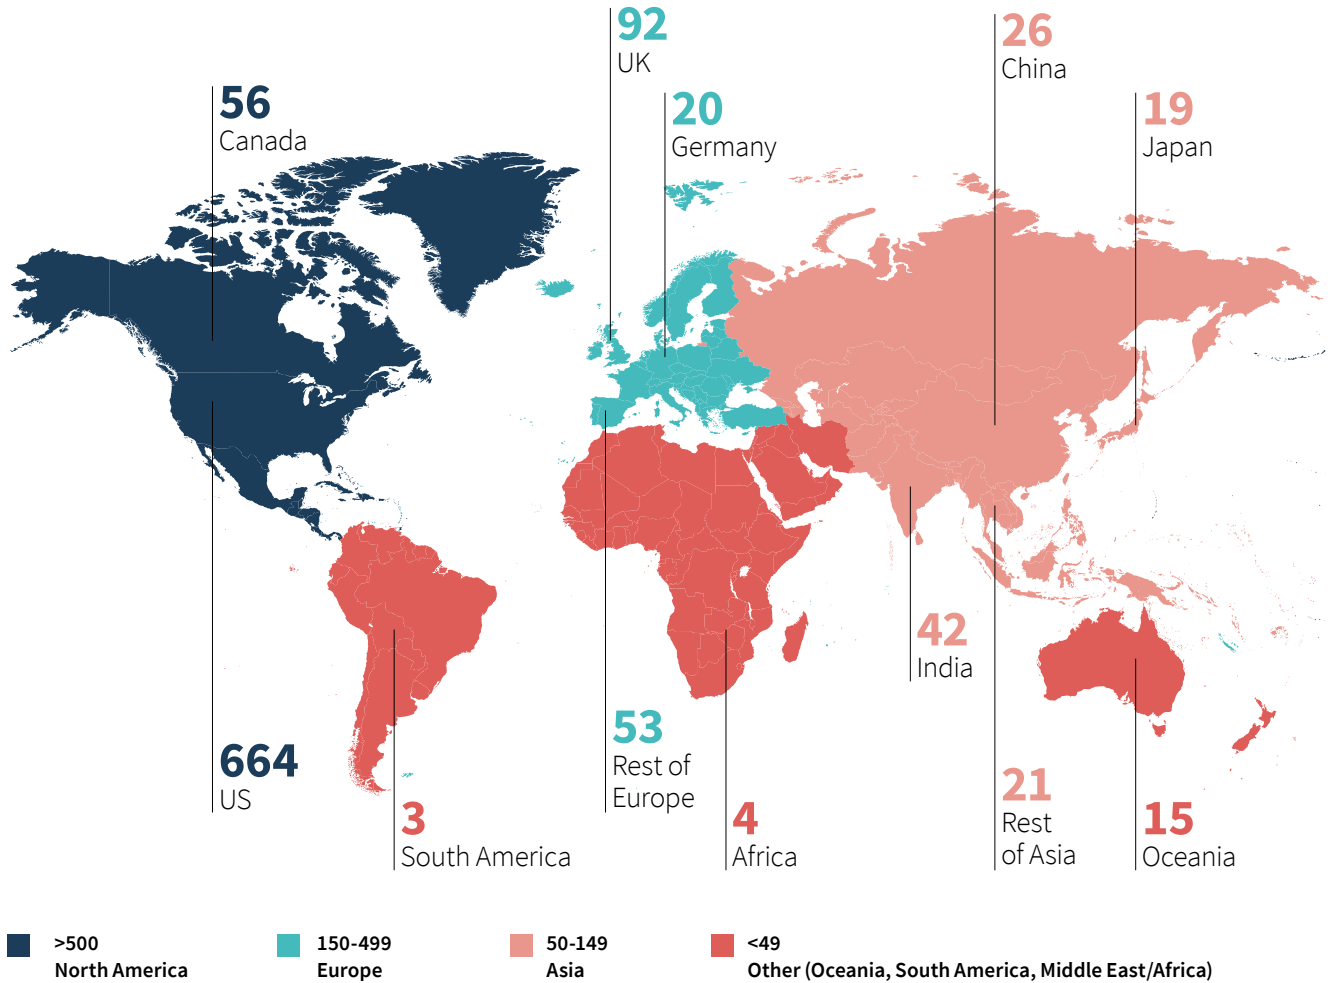 92
UK
26
China
56
Canada
20
Germany
19
Japan
42
India
53
Rest of
Europe
664
US
21
Rest
of Asia
3
South America
4
Africa
15
Oceania
>500
North America
150-499
Europe
50-149
Asia
<49
Other (Oceania, South America, Middle East/Africa)